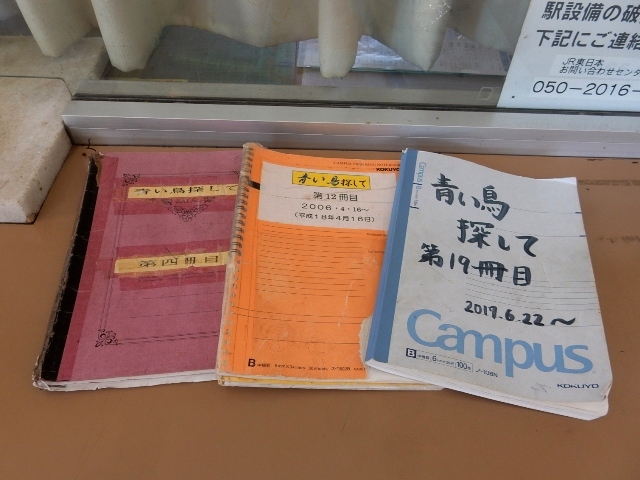 駅設備の破
下記にご連絡
JR東日本
お問い合わせセンタ
050-2016-
青い鳥探して
第四冊目
KOKUYO
青い鳥探して
第12冊目
2006・4・16~
(平成18年4月16日)
B
Campus
青い鳥
探して
第19冊目
2019.6.22~
Campus
B
100
KOKUYO